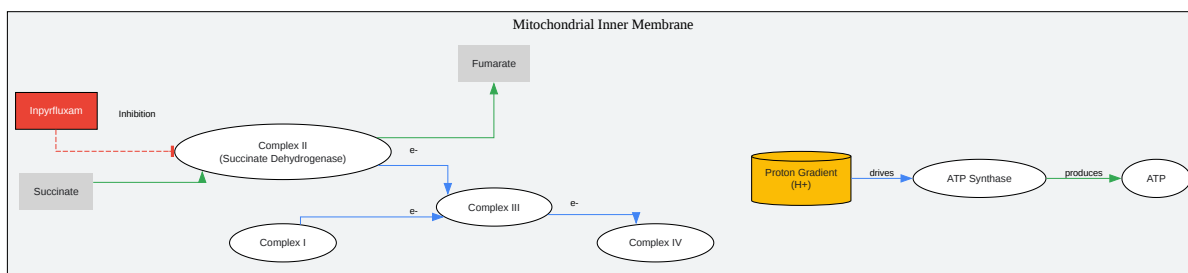 Mitochondrial Inner Membrane
Fumarate
Inpyrfluxam
Inhibition
Complex II
(Succinate Dehydrogenase)
e-
Succinate
Proton Gradient
(H+)
drives
ATP Synthase
produces
ATP
e-
Complex III
e-
Complex I
Complex IV